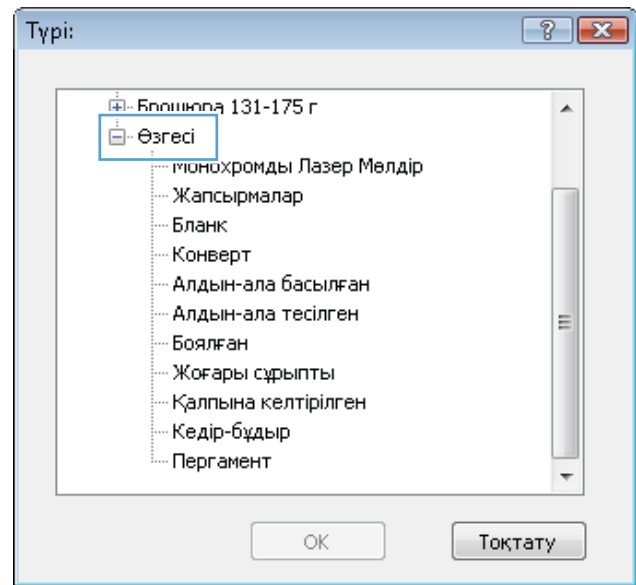 Түрі:
Брошюра 131-175 г
Өзгесі
Монохромды Лазер Мөлдір
Жапсырмалар
Бланк
Конверт
Алдын-ала басылған
Алдын-ала тесілген
Боялған
Жоғары сұрыпты
Қалпына келтірілген
Кедір-бұдыр
Пергамент
OK
Тоқтату